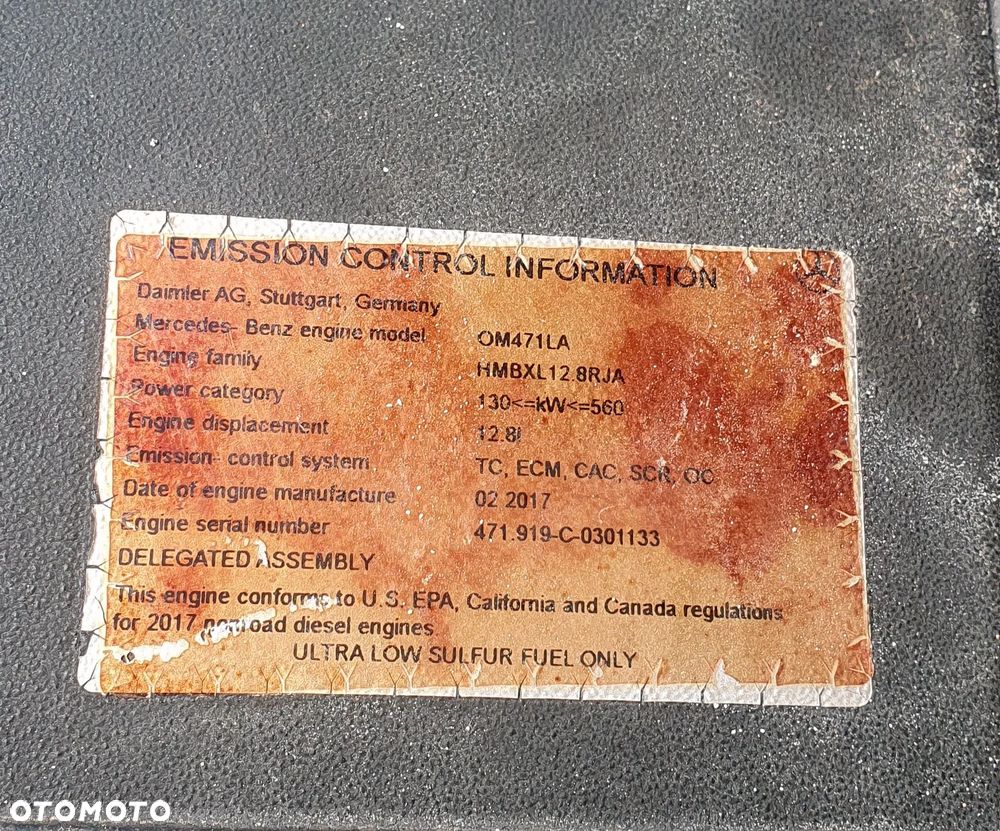 EMISSION CONTROL INFORMATION
Daimler AG, Stuttgart, Germany
Mercedes- Benz engine model OM471LA
Engine family HMBXL12.8RJA
Power category 130<=kW<=560
Engine displacement 12.8l
Emission- control system TC, ECM, CAC, SCR, OC
Date of engine manufacture 02 2017
Engine serial number 471.919-C-0301133
DELEGATED ASSEMBLY
This engine conforms to U.S. EPA, California and Canada regulations
for 2017 nonroad diesel engines
ULTRA LOW SULFUR FUEL ONLY
OTOMOTO